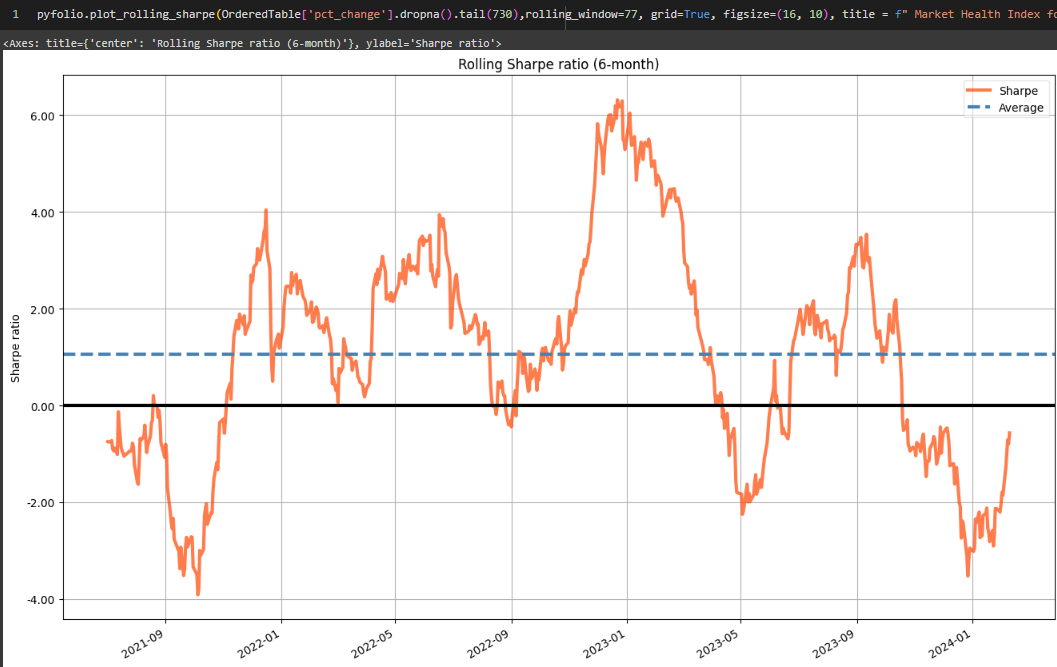 1 pyfolio.plot_rolling_sharpe(OrderedTable['pct_change'].dropna().tail(730),rolling_window=77, grid=True, figsize=(16, 10), title = f" Market Health Index fo
<Axes: title={'center': 'Rolling Sharpe ratio (6-month)'}, ylabel='Sharpe ratio'>
Rolling Sharpe ratio (6-month)
Sharpe
Average
6.00
4.00
2.00
0.00
-2.00
-4.00
Sharpe ratio
2021-09
2022-01
2022-05
2022-09
2023-01
2023-05
2023-09
2024-01